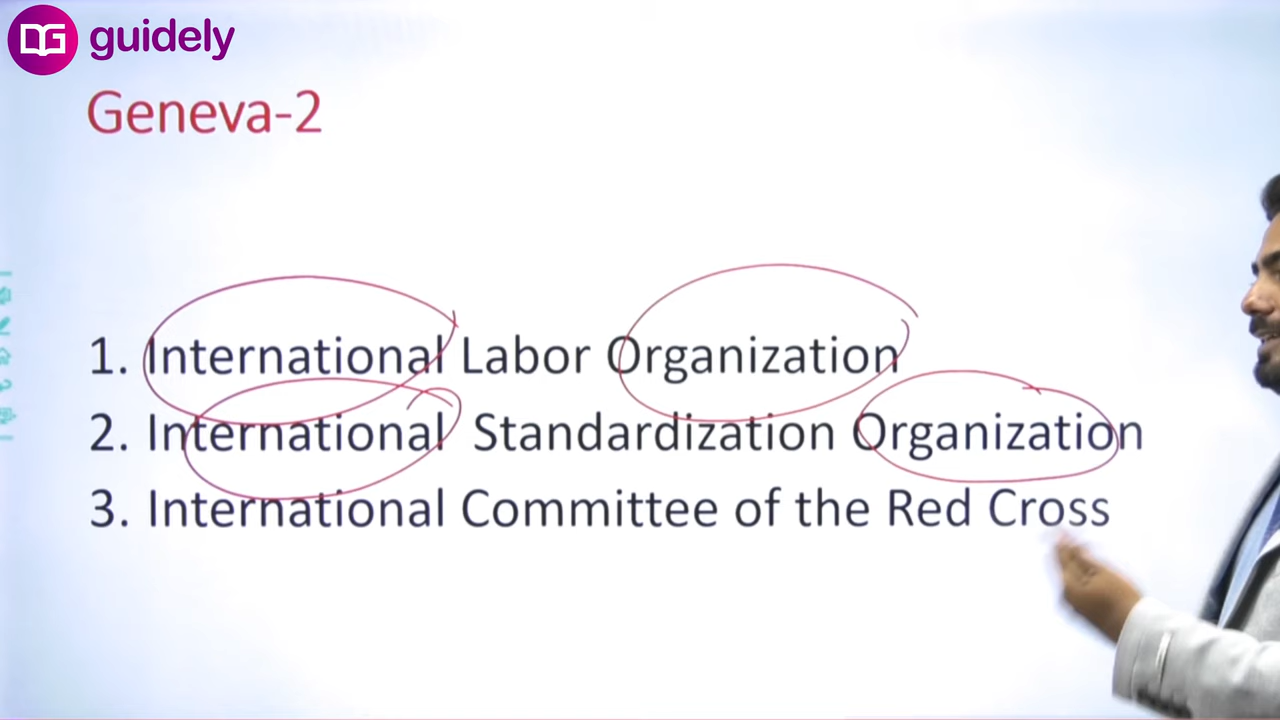 guidely
Geneva-2
1. International Labor Organization
2. International Standardization Organization
3. International Committee of the Red Cross